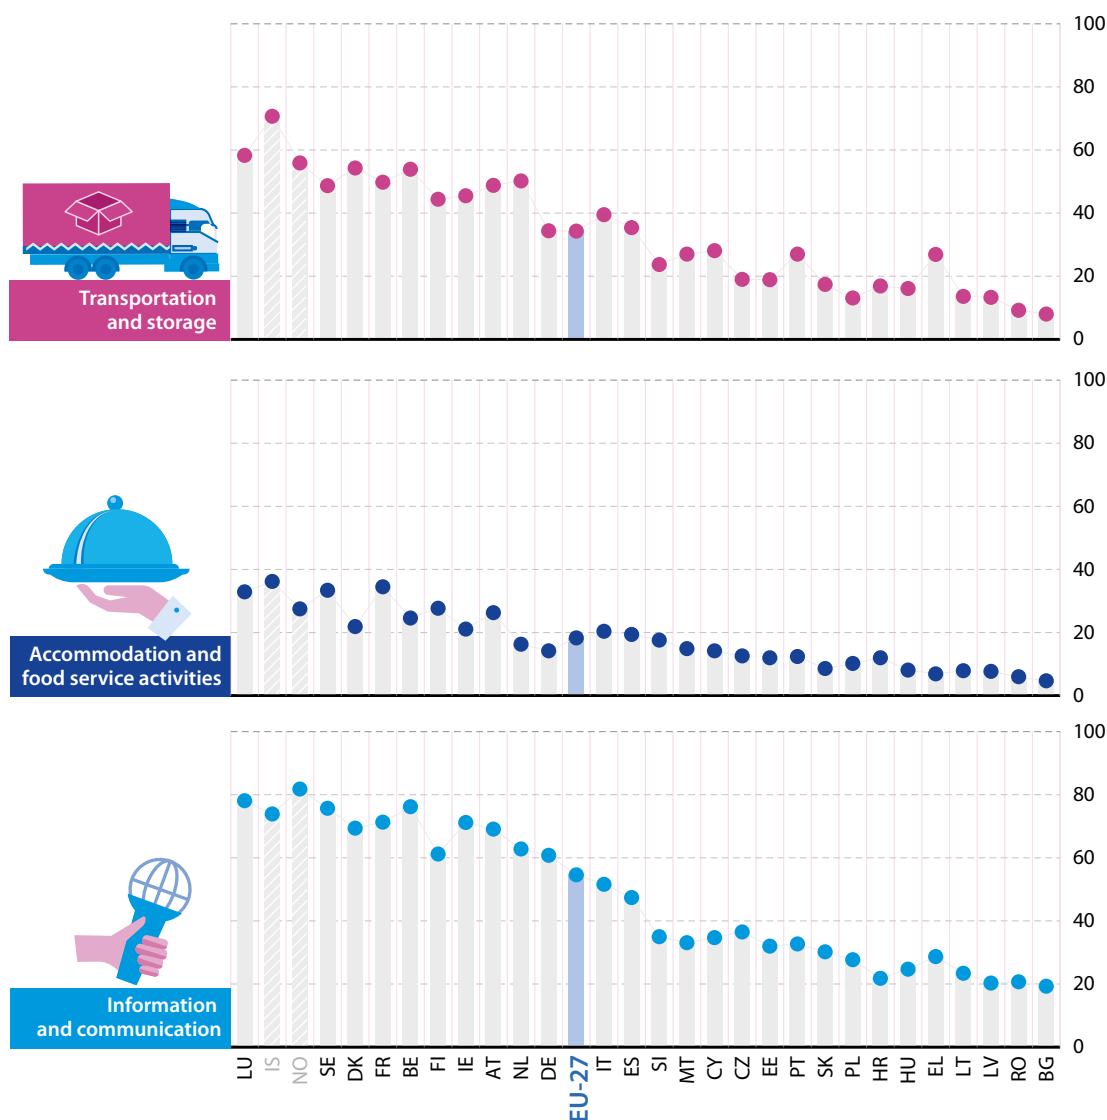 100
80
60
40
20
0
Transportation
and storage
100
80
60
40
20
0
Accommodation and
food service activities
100
80
60
40
20
0
Information
and communication
LU
IS
NO
SE
DK
FR
BE
FI
IE
AT
NL
DE
EU-27
IT
ES
SI
MT
CY
CZ
EE
PT
SK
PL
HR
HU
EL
LT
LV
RO
BG